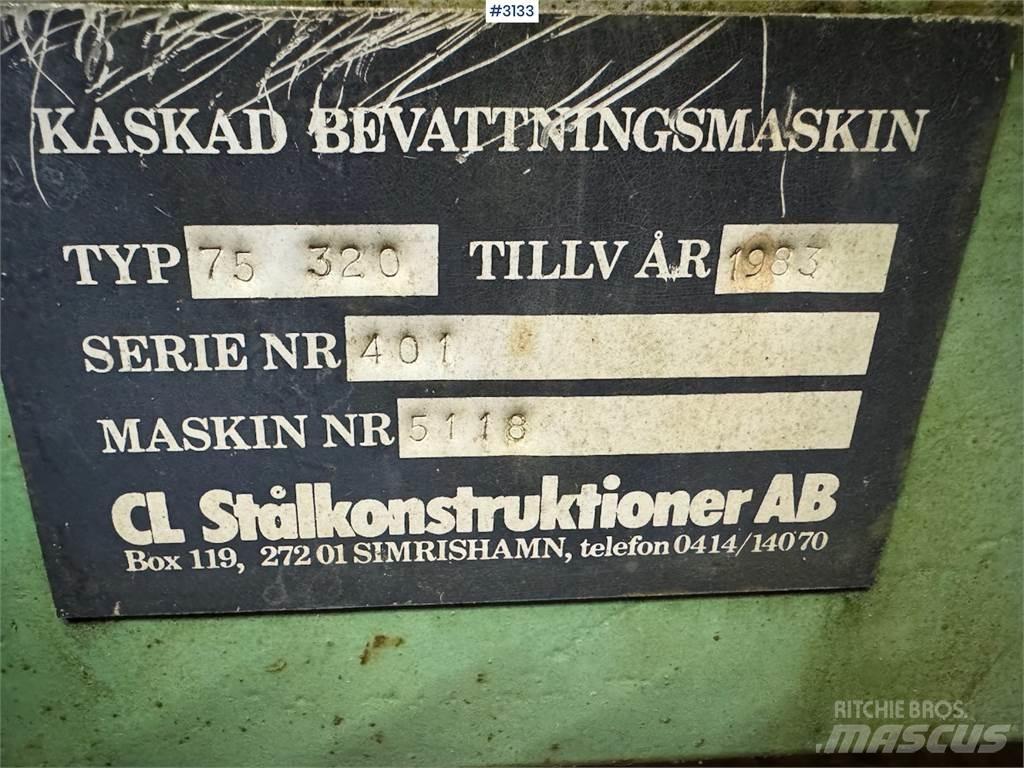 #3133
KASKAD BEVATTNINGSMASKIN
TYP 75 320 TILLV ÅR 1983
SERIE NR 401
MASKIN NR 5118
CL Stålkonstruktioner AB
Box 119, 272 01 SIMRISHAMN, telefon 0414/140 70
RITCHIE BROS.
MASCUS